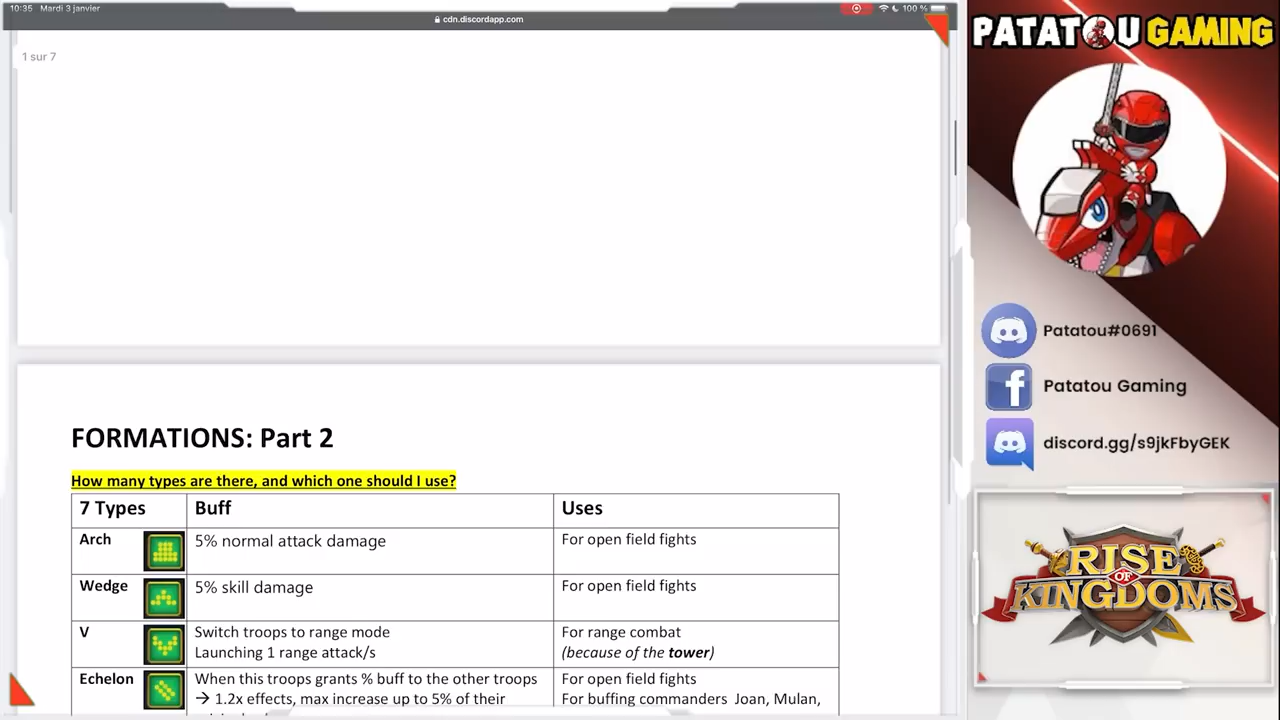 10:35 Mardi 3 janvier
100 %
cdn.discordapp.com
1 sur 7
PATATOU GAMING
Patatou#0691
Patatou Gaming
discord.gg/s9jkFbyGEK
RISE OF KINGDOMS
FORMATIONS: Part 2
How many types are there, and which one should I use?
7 Types Buff Uses
Arch 5% normal attack damage For open field fights
Wedge 5% skill damage For open field fights
V Switch troops to range mode For range combat
Launching 1 range attack/s (because of the tower)
Echelon When this troops grants % buff to the other troops For open field fights
→ 1.2x effects, max increase up to 5% of their For buffing commanders Joan, Mulan,